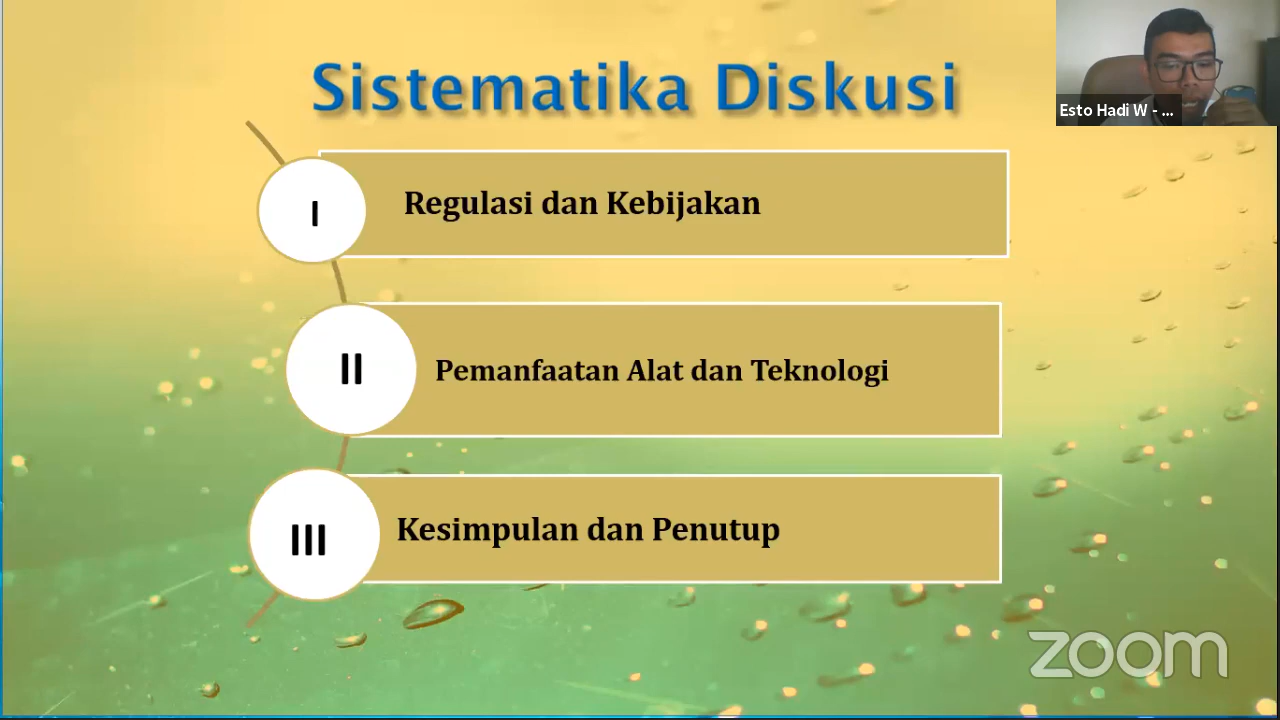 Sistematika Diskusi
Esto Hadi W - ...
I
Regulasi dan Kebijakan
II
Pemanfaatan Alat dan Teknologi
III
Kesimpulan dan Penutup
zoom